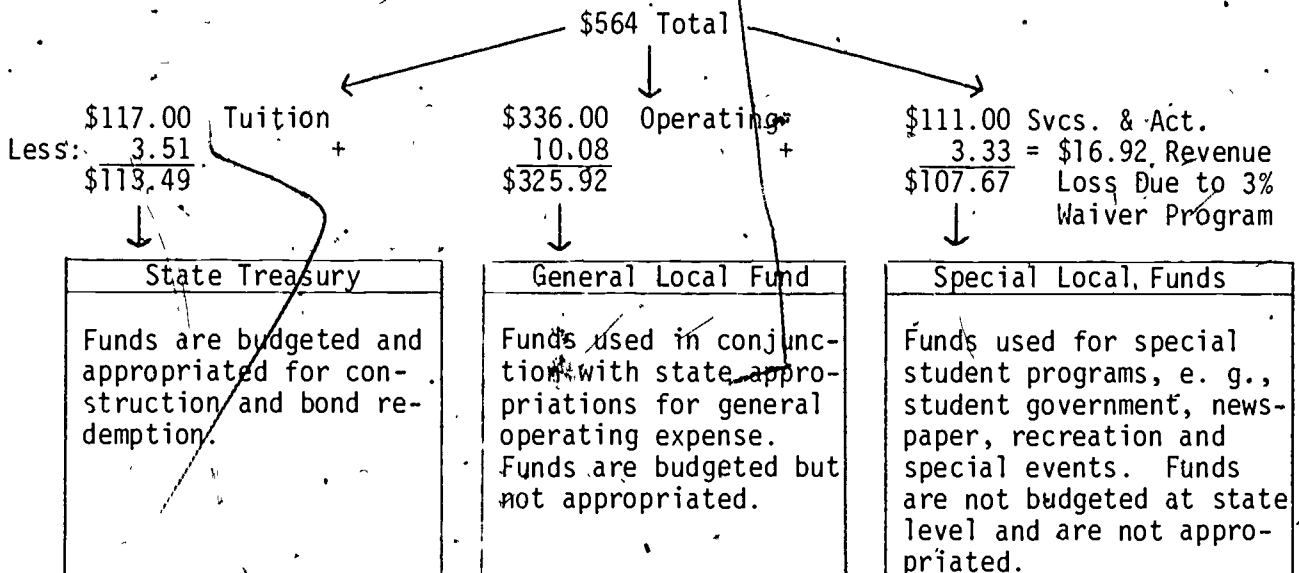 $564 Total
$117.00 Tuition
Less: 3.51 +
$113.49
$336.00 Operating
10.08 +
$325.92
$111.00 Svcs. & Act.
3.33 = $16.92 Revenue
$107.67 Loss Due to 3%
Waiver Program
State Treasury
Funds are budgeted and
appropriated for con-
struction and bond re-
demption.
General Local Fund
Funds used in conjunc-
tion with state appro-
priations for general
operating expense.
Funds are budgeted but
not appropriated.
Special Local Funds
Funds used for special
student programs, e. g.,
student government, news-
paper, recreation and
special events. Funds
are not budgeted at state
level and are not appro-
priated.